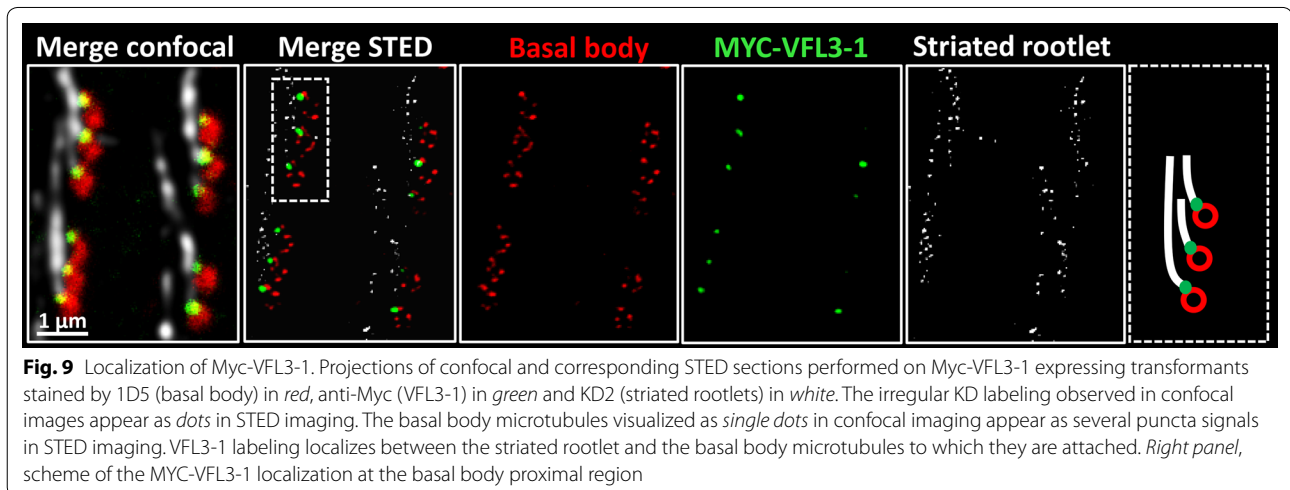 Merge confocal Merge STED Basal body MYC-VFL3-1 Striated rootlet
1 µm
Fig. 9 Localization of Myc-VFL3-1. Projections of confocal and corresponding STED sections performed on Myc-VFL3-1 expressing transformants
stained by 1D5 (basal body) in red, anti-Myc (VFL3-1) in green and KD2 (striated rootlets) in white. The irregular KD labeling observed in confocal
images appear as dots in STED imaging. The basal body microtubules visualized as single dots in confocal imaging appear as several puncta signals
in STED imaging. VFL3-1 labeling localizes between the striated rootlet and the basal body microtubules to which they are attached. Right panel,
scheme of the MYC-VFL3-1 localization at the basal body proximal region